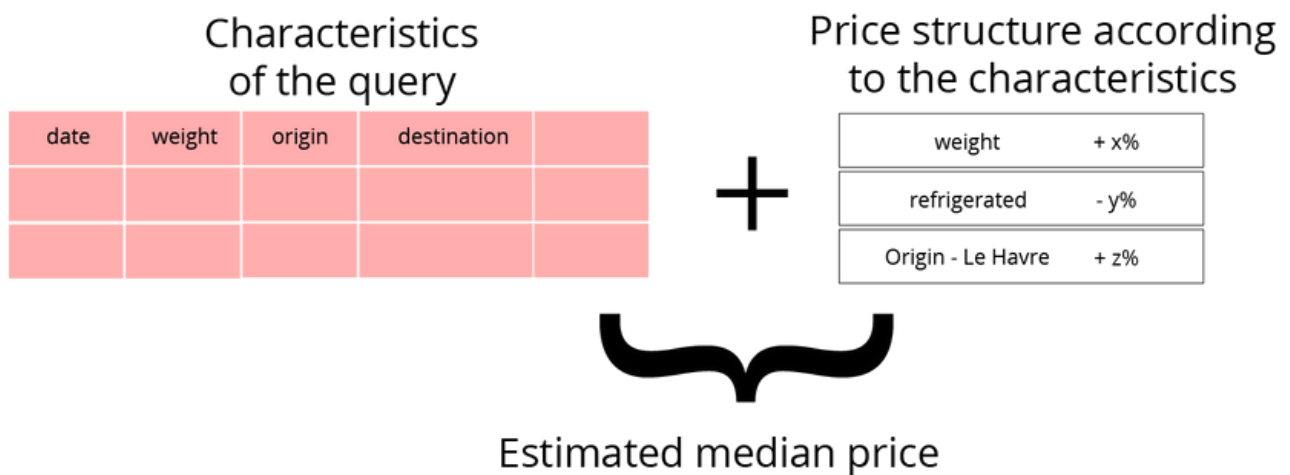 Characteristics
of the query
date weight origin destination
+
Price structure according
to the characteristics
weight + x%
refrigerated - y%
Origin - Le Havre + z%
Estimated median price